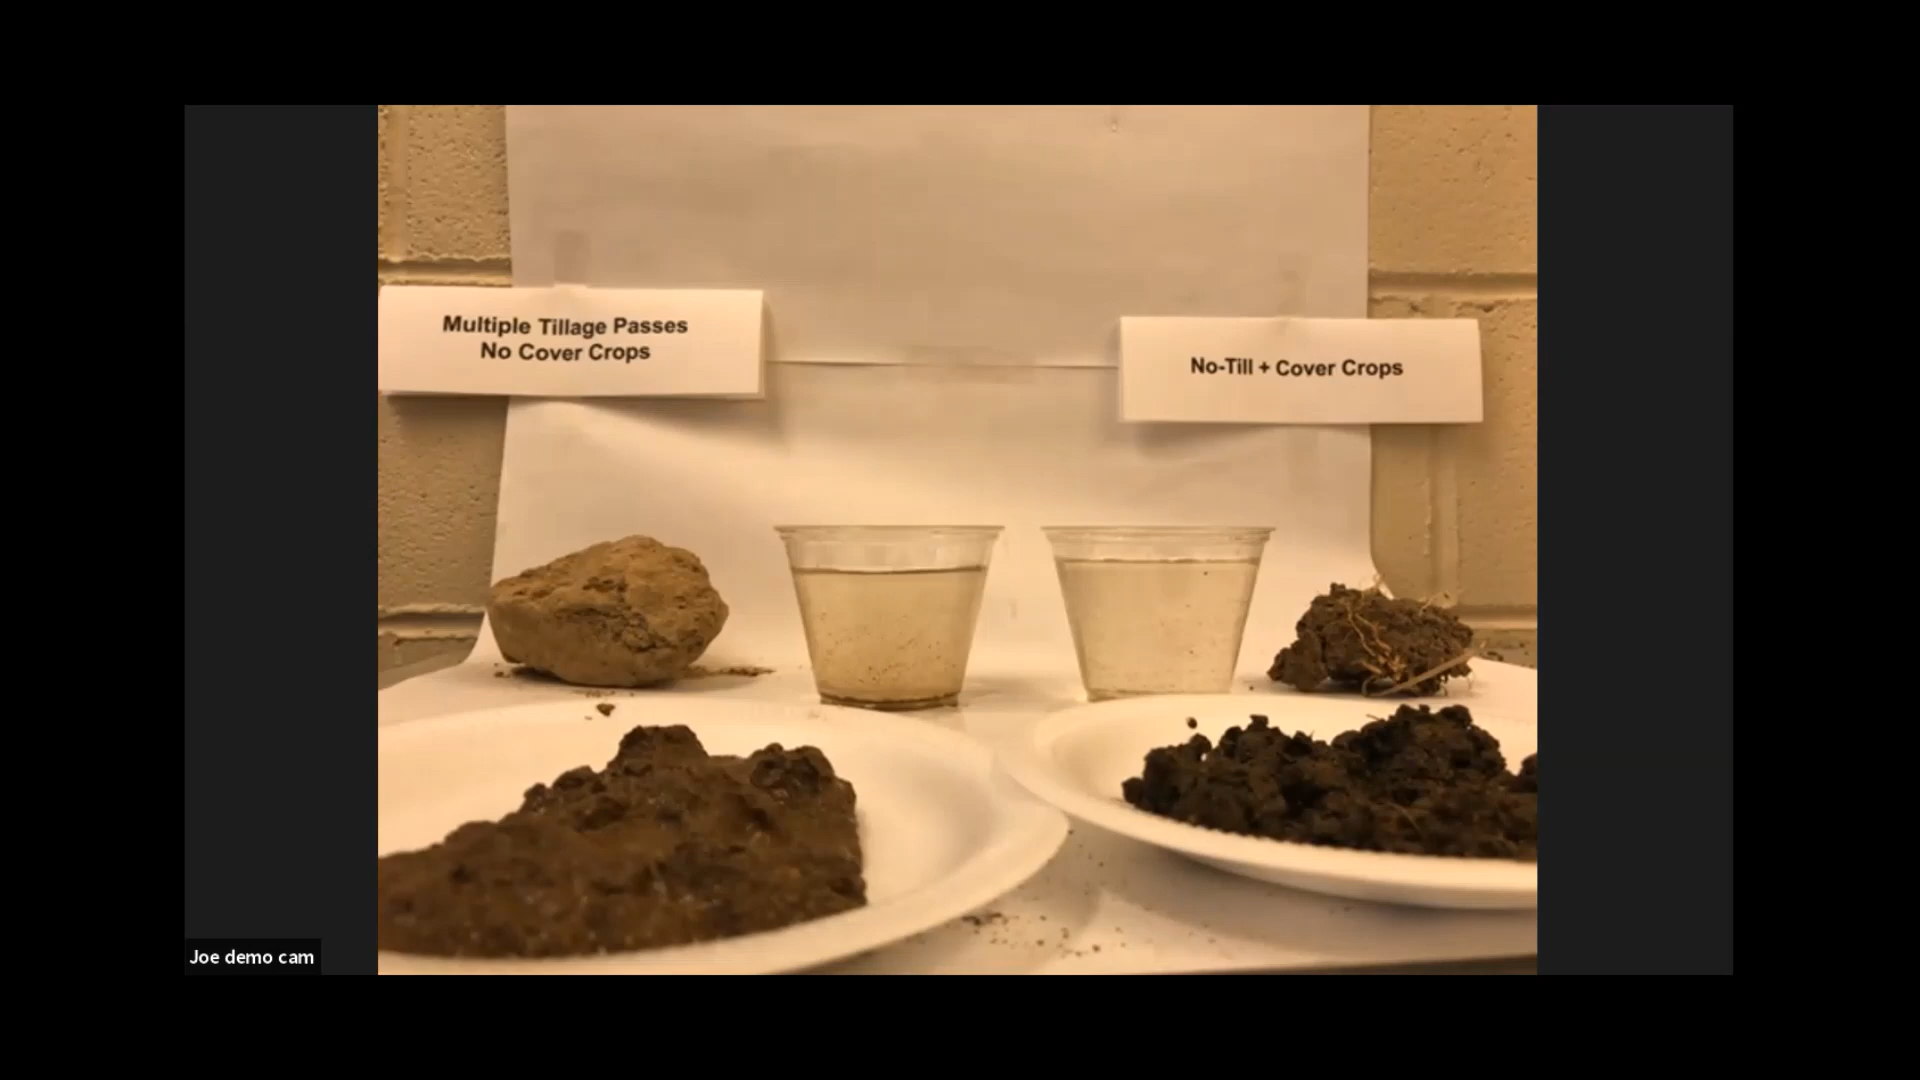 Multiple Tillage Passes
No Cover Crops
No-Till + Cover Crops
Joe demo cam